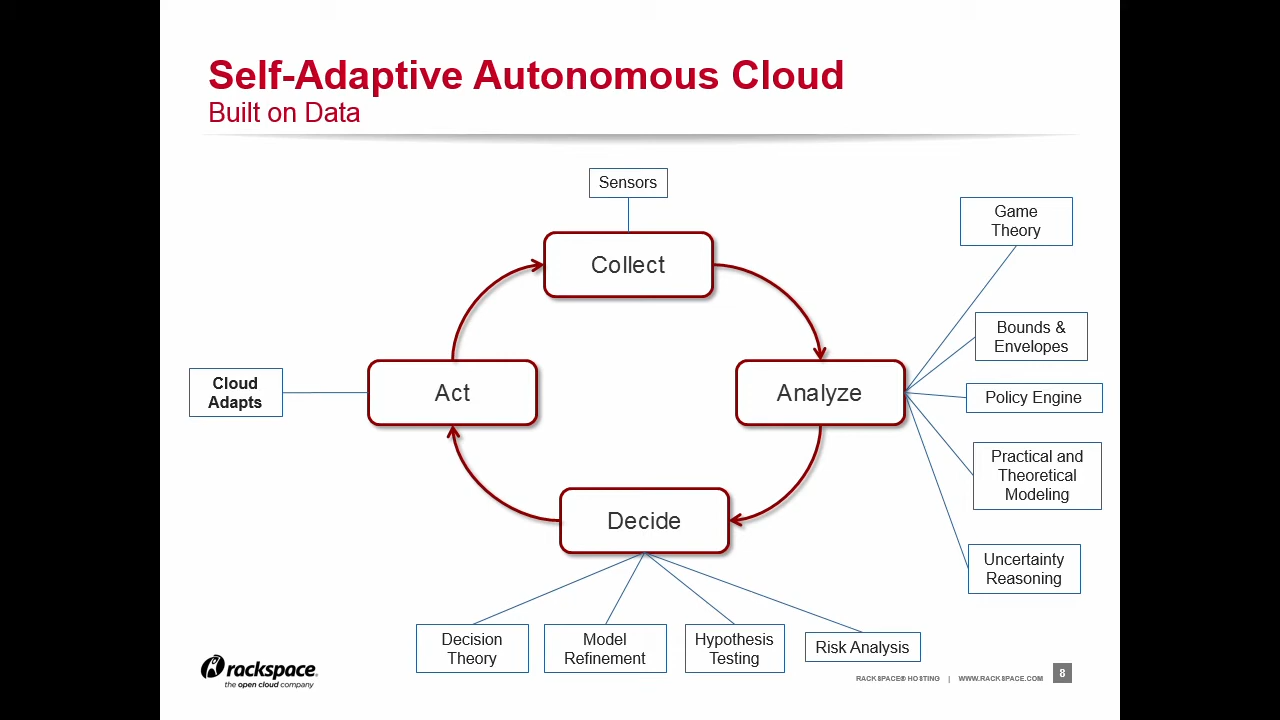 Self-Adaptive Autonomous Cloud
Built on Data
Sensors
Collect
Game
Theory
Bounds &
Envelopes
Cloud
Adapts
Act
Analyze
Policy Engine
Practical and
Theoretical
Modeling
Decide
Uncertainty
Reasoning
Decision
Theory
Model
Refinement
Hypothesis
Testing
Risk Analysis
rackspace®
the open cloud company
RACKSPACE® HOSTING | WWW.RACKSPACE.COM
8